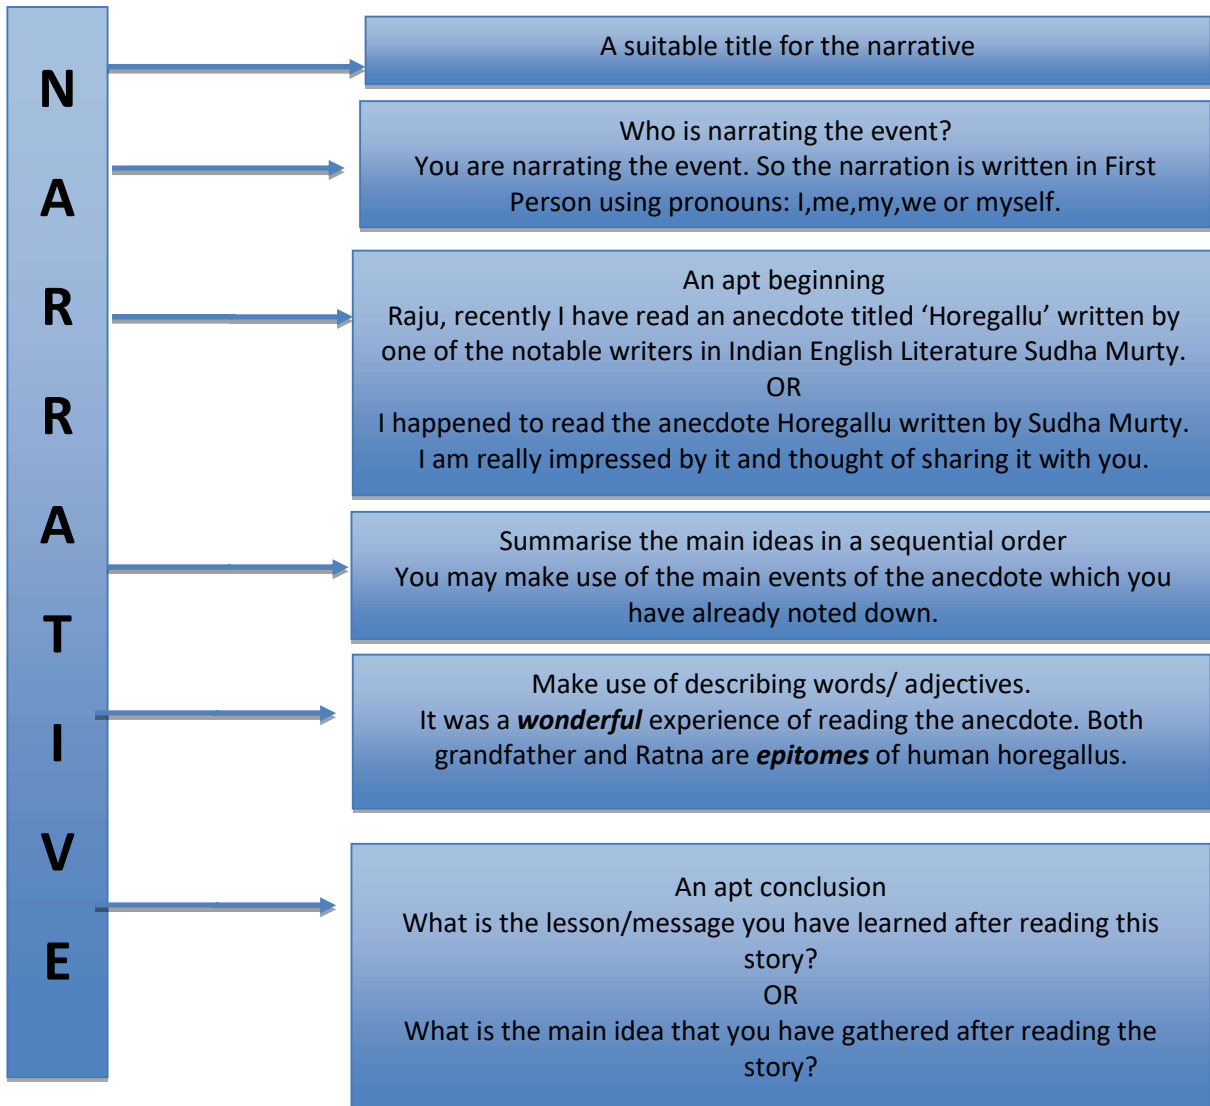 N
A
R
R
A
T
I
V
E
A suitable title for the narrative
Who is narrating the event?
You are narrating the event. So the narration is written in First
Person using pronouns: I,me,my,we or myself.
An apt beginning
Raju, recently I have read an anecdote titled ‘Horegallu’ written by
one of the notable writers in Indian English Literature Sudha Murty.
OR
I happened to read the anecdote Horegallu written by Sudha Murty.
I am really impressed by it and thought of sharing it with you.
Summarise the main ideas in a sequential order
You may make use of the main events of the anecdote which you
have already noted down.
Make use of describing words/ adjectives.
It was a wonderful experience of reading the anecdote. Both
grandfather and Ratna are epitomes of human horegallus.
An apt conclusion
What is the lesson/message you have learned after reading this
story?
OR
What is the main idea that you have gathered after reading the
story?